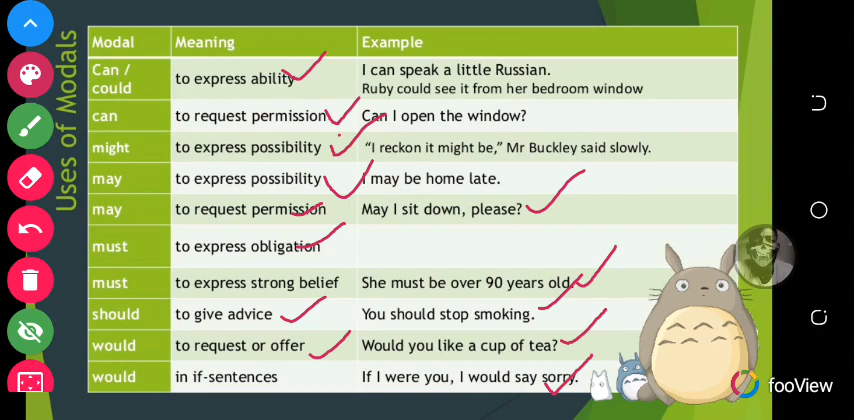 Uses of Modals
Modal Meaning Example
Can / could to express ability I can speak a little Russian.
Ruby could see it from her bedroom window
can to request permission Can I open the window?
might to express possibility “I reckon it might be,” Mr Buckley said slowly.
may to express possibility I may be home late.
may to request permission May I sit down, please?
must to express obligation
must to express strong belief She must be over 90 years old.
should to give advice You should stop smoking.
would to request or offer Would you like a cup of tea?
would in if-sentences If I were you, I would say sorry.
fooView